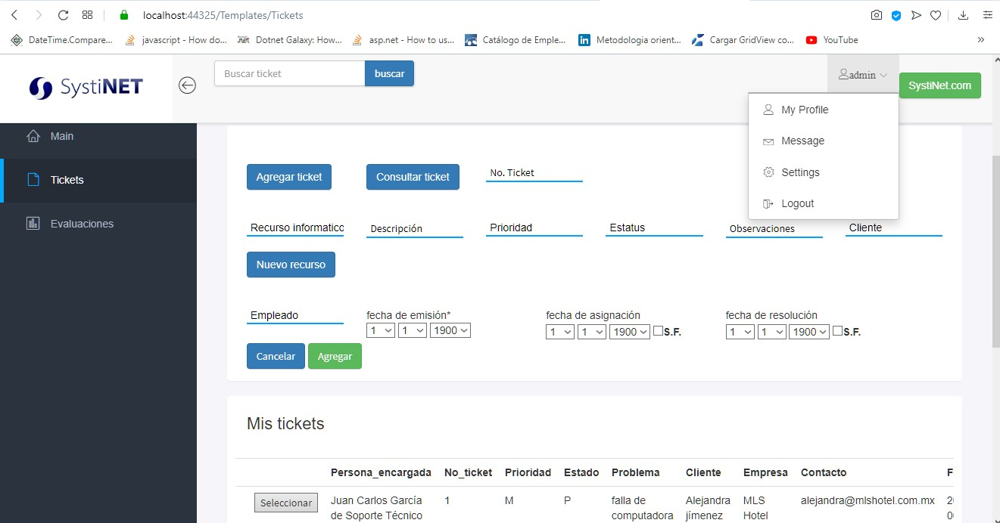 localhost:44325/Templates/Tickets
DateTime.Compare... javascript - How do... .net Dotnet Galaxy: How... asp.net - How to us... Catálogo de Emple... in Metodologia orient... Cargar GridView co... YouTube »
SystiNET
Buscar ticket buscar
admin
SystiNet.com
My Profile
Message
Settings
Logout
Main
Tickets
Evaluaciones
Agregar ticket Consultar ticket No. Ticket
Recurso informatico Descripción Prioridad Estatus Observaciones Cliente
Nuevo recurso
Empleado fecha de emisión* fecha de asignación fecha de resolución
1 1 1900 1 1 1900 S.F. 1 1 1900 S.F.
Cancelar Agregar
Mis tickets
Persona_encargada No_ticket Prioridad Estado Problema Cliente Empresa Contacto F
Seleccionar Juan Carlos García 1 M P falla de Alejandra MLS alejandra@mlshotel.com.mx 2
de Soporte Técnico computadora jímenez Hotel 0